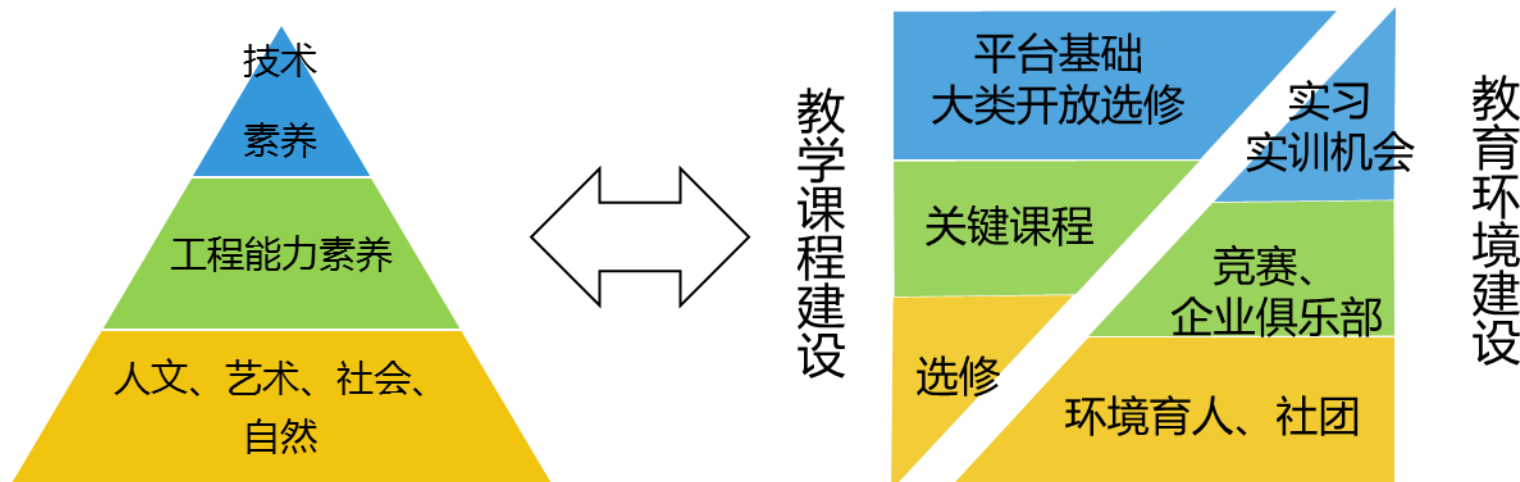 技术
素养
工程能力素养
人文、艺术、社会、
自然
教学课程建设
平台基础
大类开放选修
关键课程
选修
实习
实训机会
竞赛、
企业俱乐部
环境育人、社团
教育环境建设